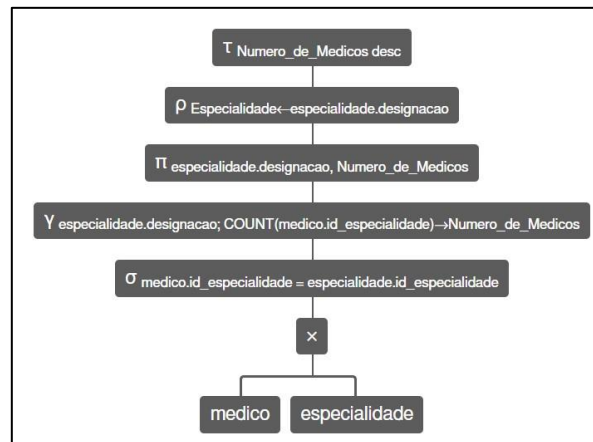 τ Numero_de_Medicos desc
ρ Especialidade←especialidade.designacao
π especialidade.designacao, Numero_de_Medicos
γ especialidade.designacao; COUNT(medico.id_especialidade)→Numero_de_Medicos
σ medico.id_especialidade = especialidade.id_especialidade
×
medico especialidade